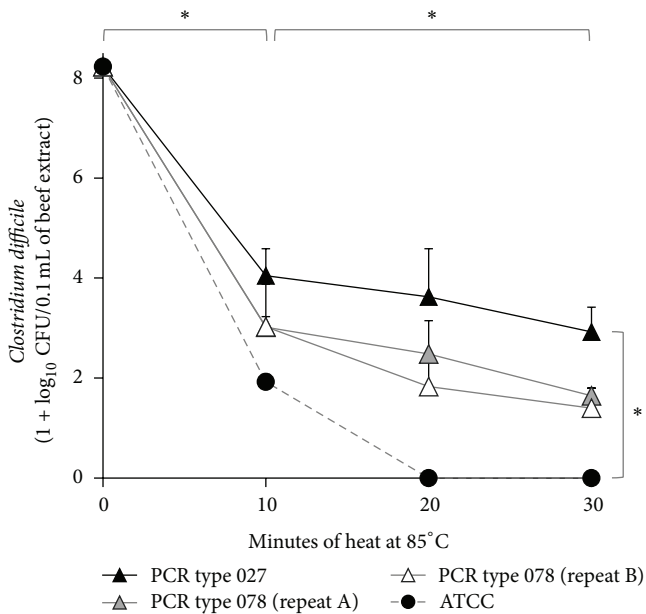 * *
8
6
4
2
0
Clostridium difficile
(1 + log10 CFU/0.1 mL of beef extract)
*
0 10 20 30
Minutes of heat at 85°C
PCR type 027 PCR type 078 (repeat B)
PCR type 078 (repeat A) ATCC